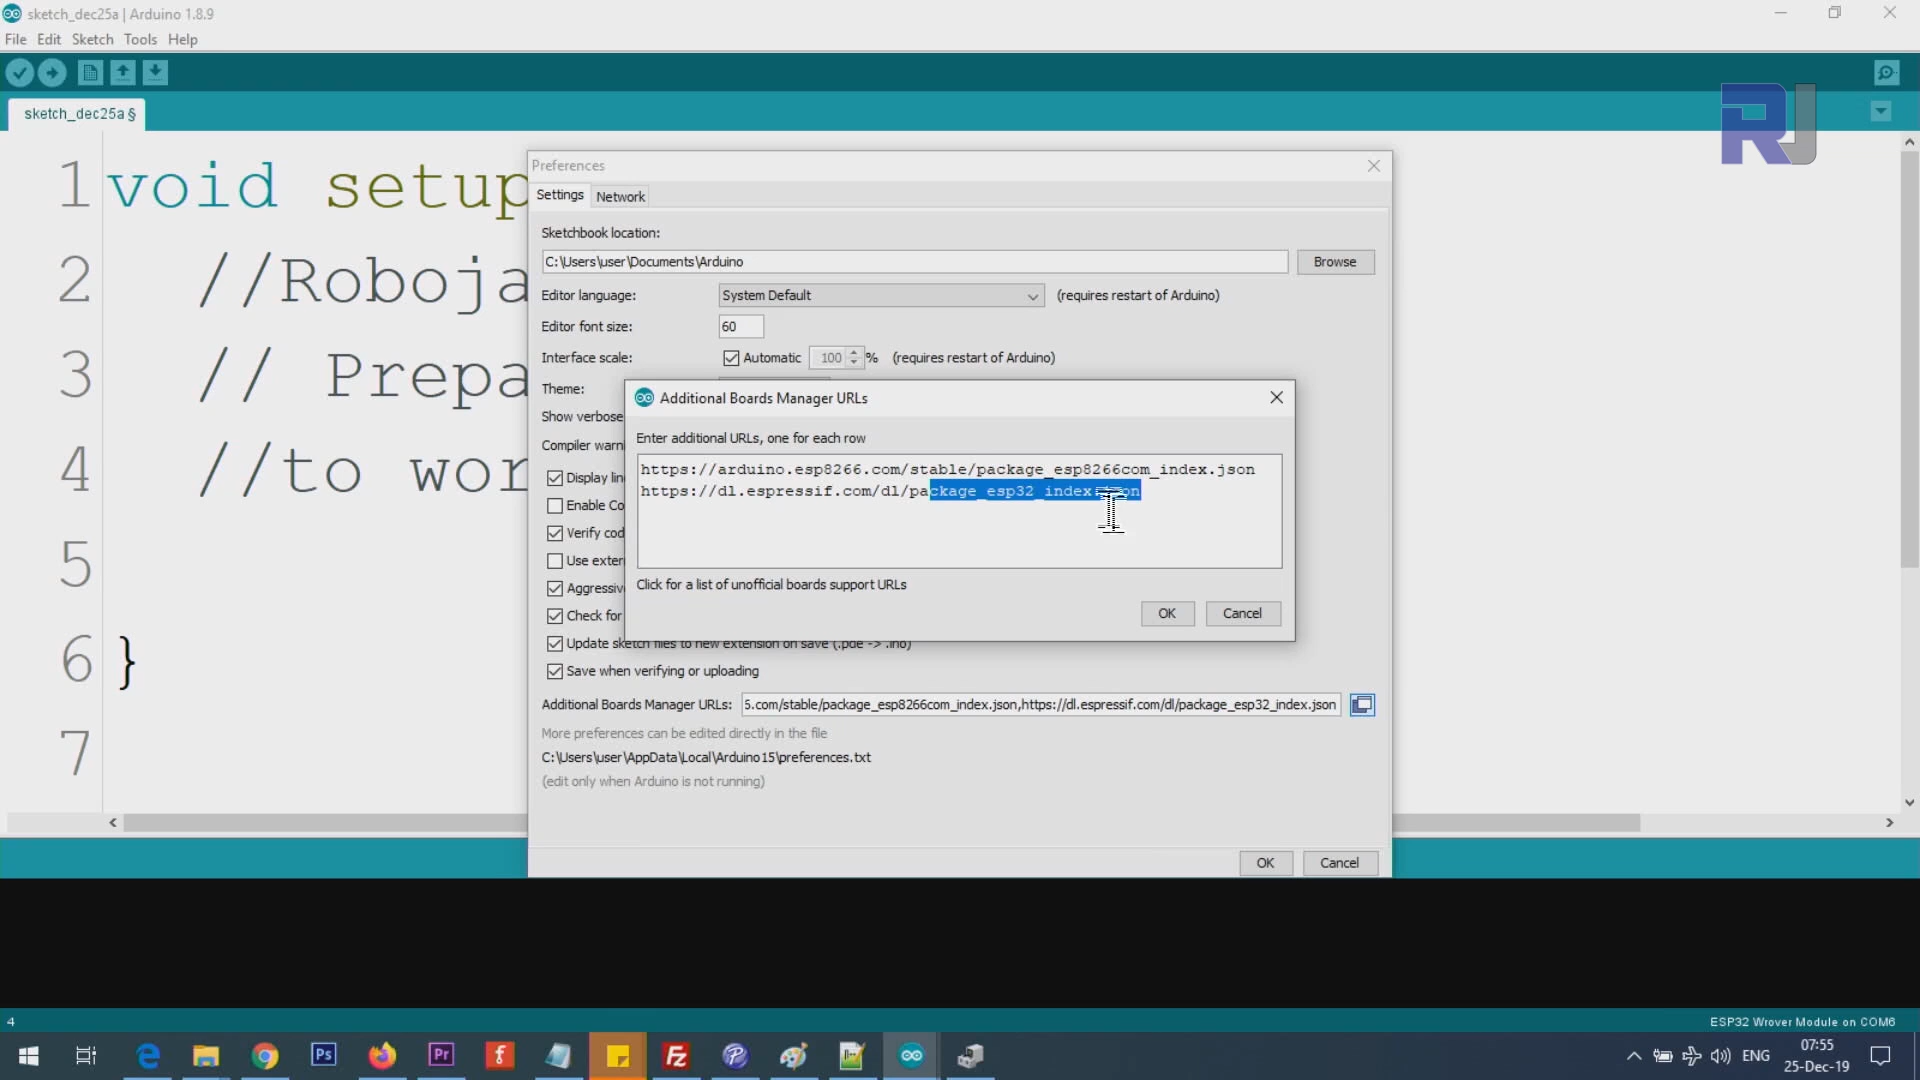 sketch_dec25a | Arduino 1.8.9
File Edit Sketch Tools Help
sketch_dec25a §
RJ
1 void setup
2 //Roboja
3 // Prepa
4 //to wor
5
6 }
7
Preferences
Settings Network
Sketchbook location:
C:\Users\user\Documents\Arduino Browse
Editor language: System Default (requires restart of Arduino)
Editor font size: 60
Interface scale: Automatic 100 % (requires restart of Arduino)
Theme:
Show verbose
Compiler warni
Display lin
Enable Co
Verify cod
Use exter
Aggressive
Check for
Update sketch files to new extension on save (.pde -> .ino)
Save when verifying or uploading
Additional Boards Manager URLs
Enter additional URLs, one for each row
https://arduino.esp8266.com/stable/package_esp8266com_index.json
https://dl.espressif.com/dl/package_esp32_index.json
Click for a list of unofficial boards support URLs
OK Cancel
Additional Boards Manager URLs: 5.com/stable/package_esp8266com_index.json,https://dl.espressif.com/dl/package_esp32_index.json
More preferences can be edited directly in the file
C:\Users\user\AppData\Local\Arduino15\preferences.txt
(edit only when Arduino is not running)
OK Cancel
4 ESP32 Wrover Module on COM6
Ps Pr f Fz
ENG 07:55
25-Dec-19